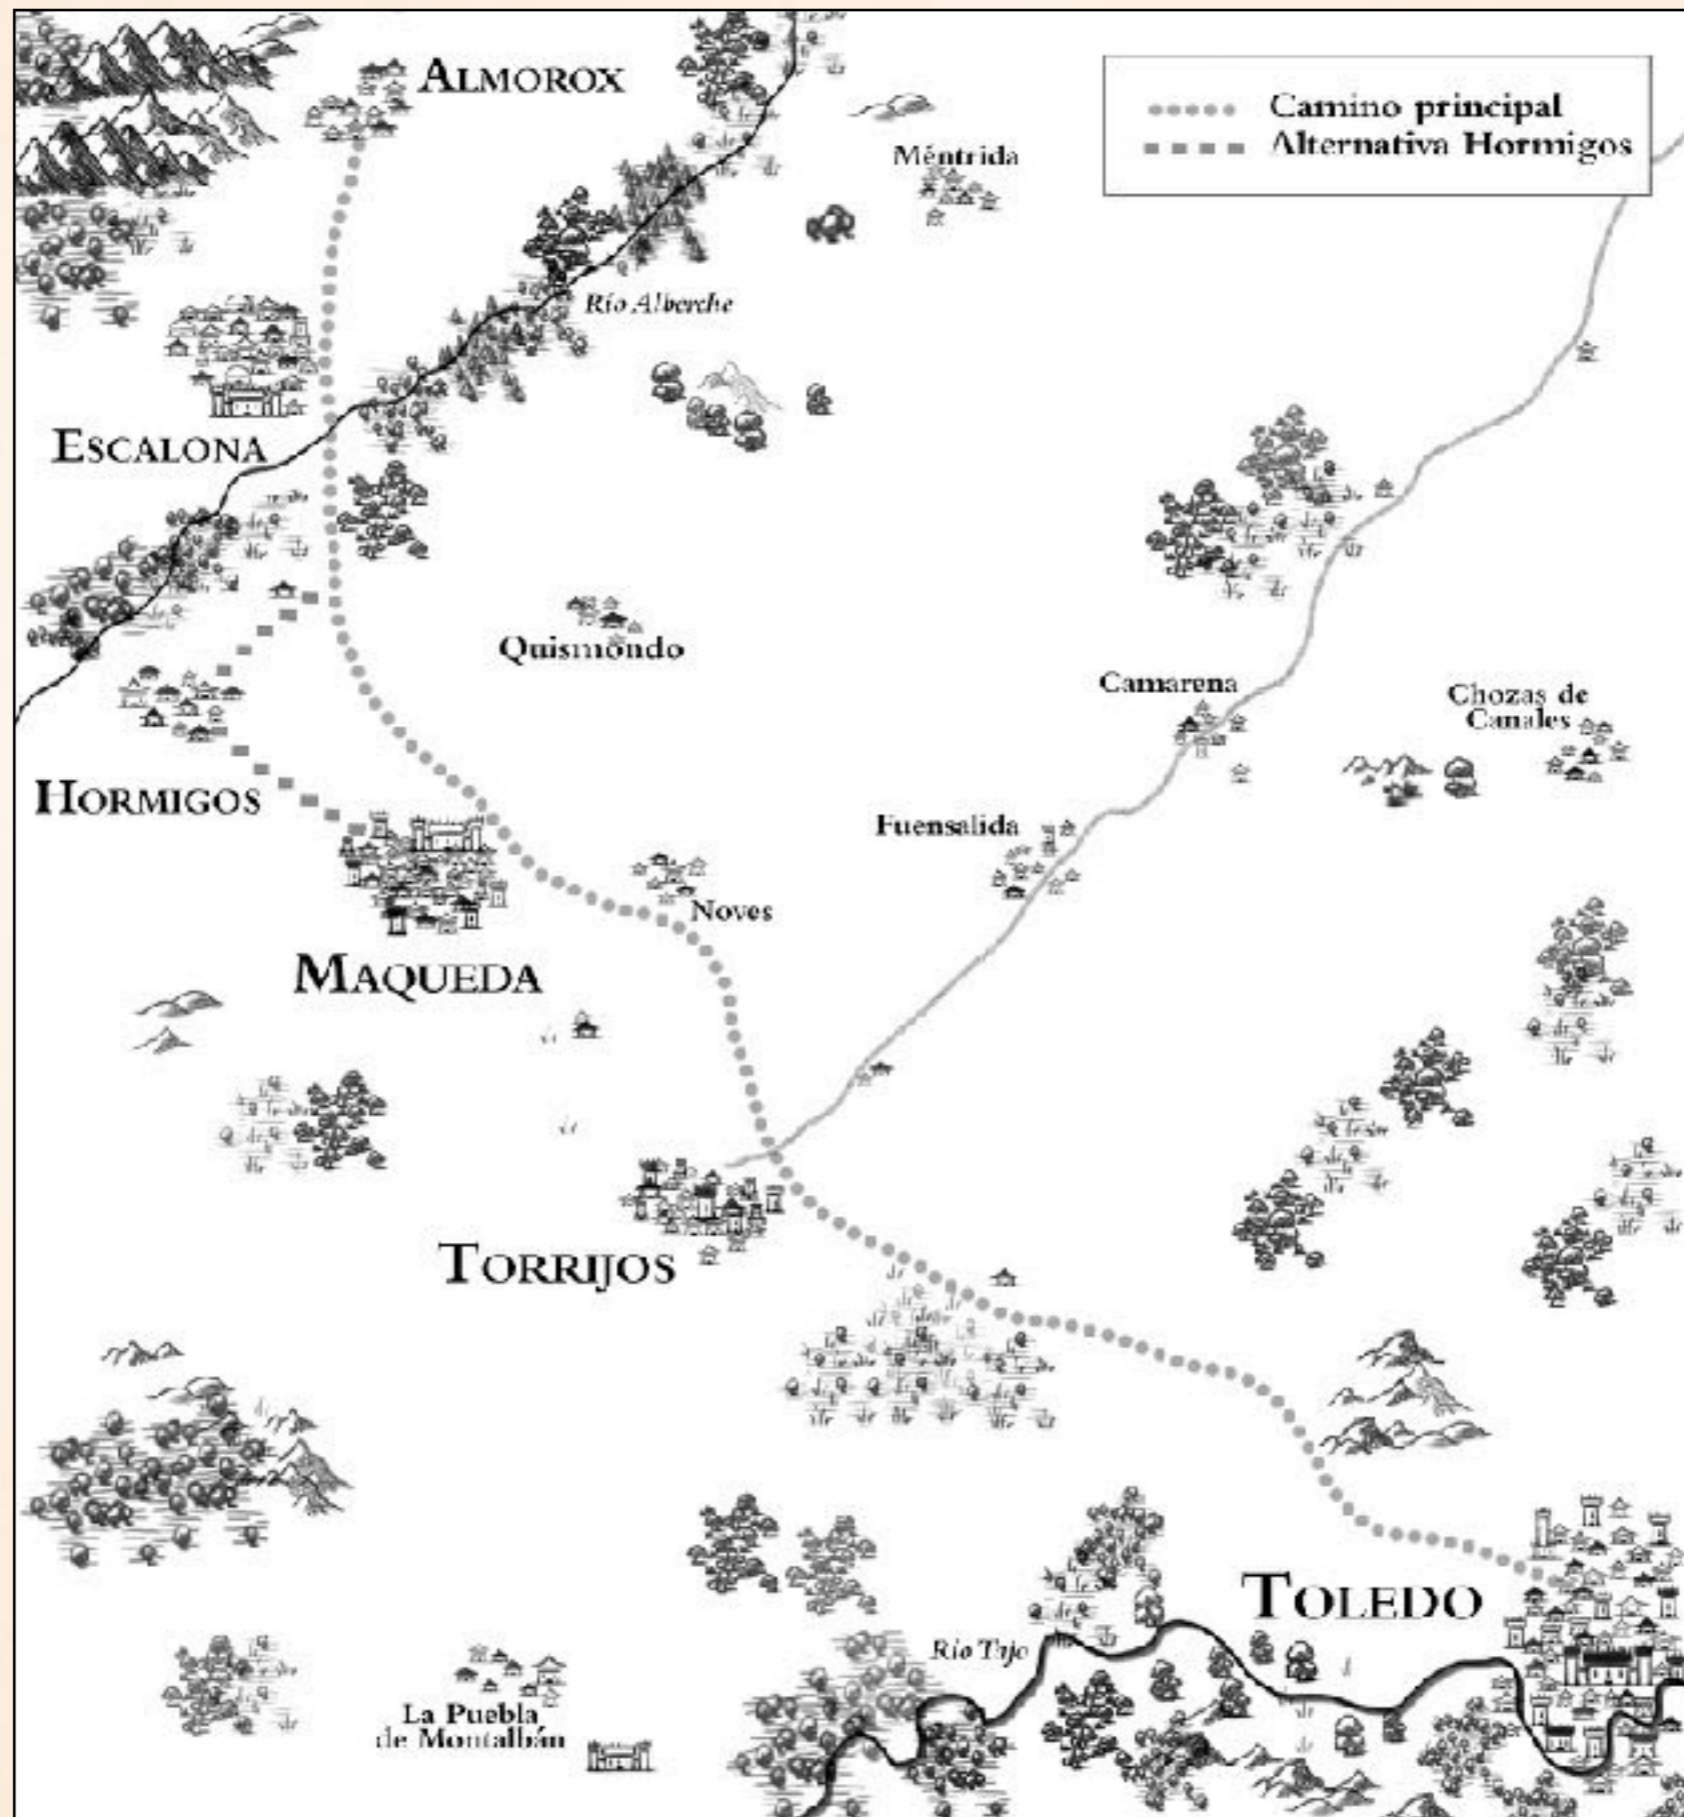 ALMOROX
Camino principal
Alternativa Hormigos
Méntrida
Río Alberche
ESCALONA
Quismondo
Camarena
Chozas de
Canales
HORMIGOS
Fuensalida
Noves
MAQUEDA
TORRIJOS
TOLEDO
Río Tajo
La Puebla
de Montalbán